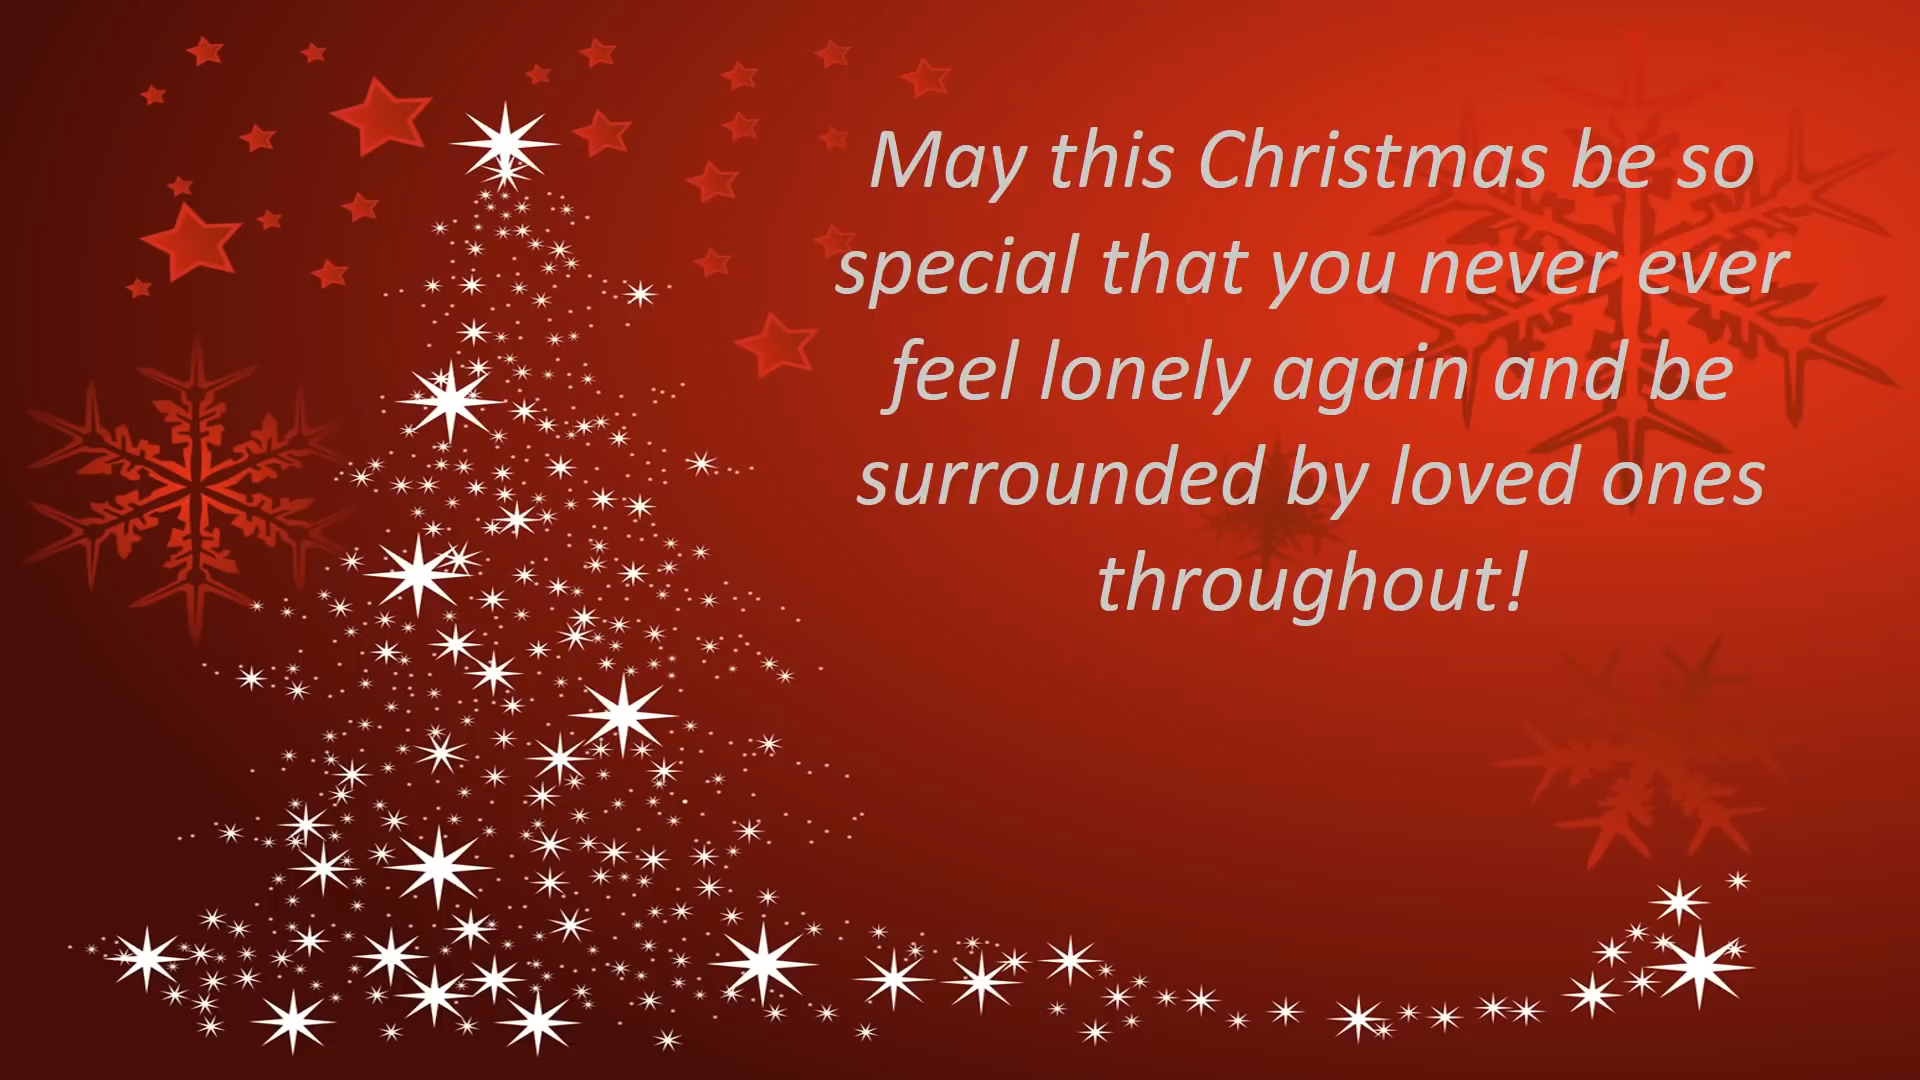 May this Christmas be so
special that you never ever
feel lonely again and be
surrounded by loved ones
throughout!